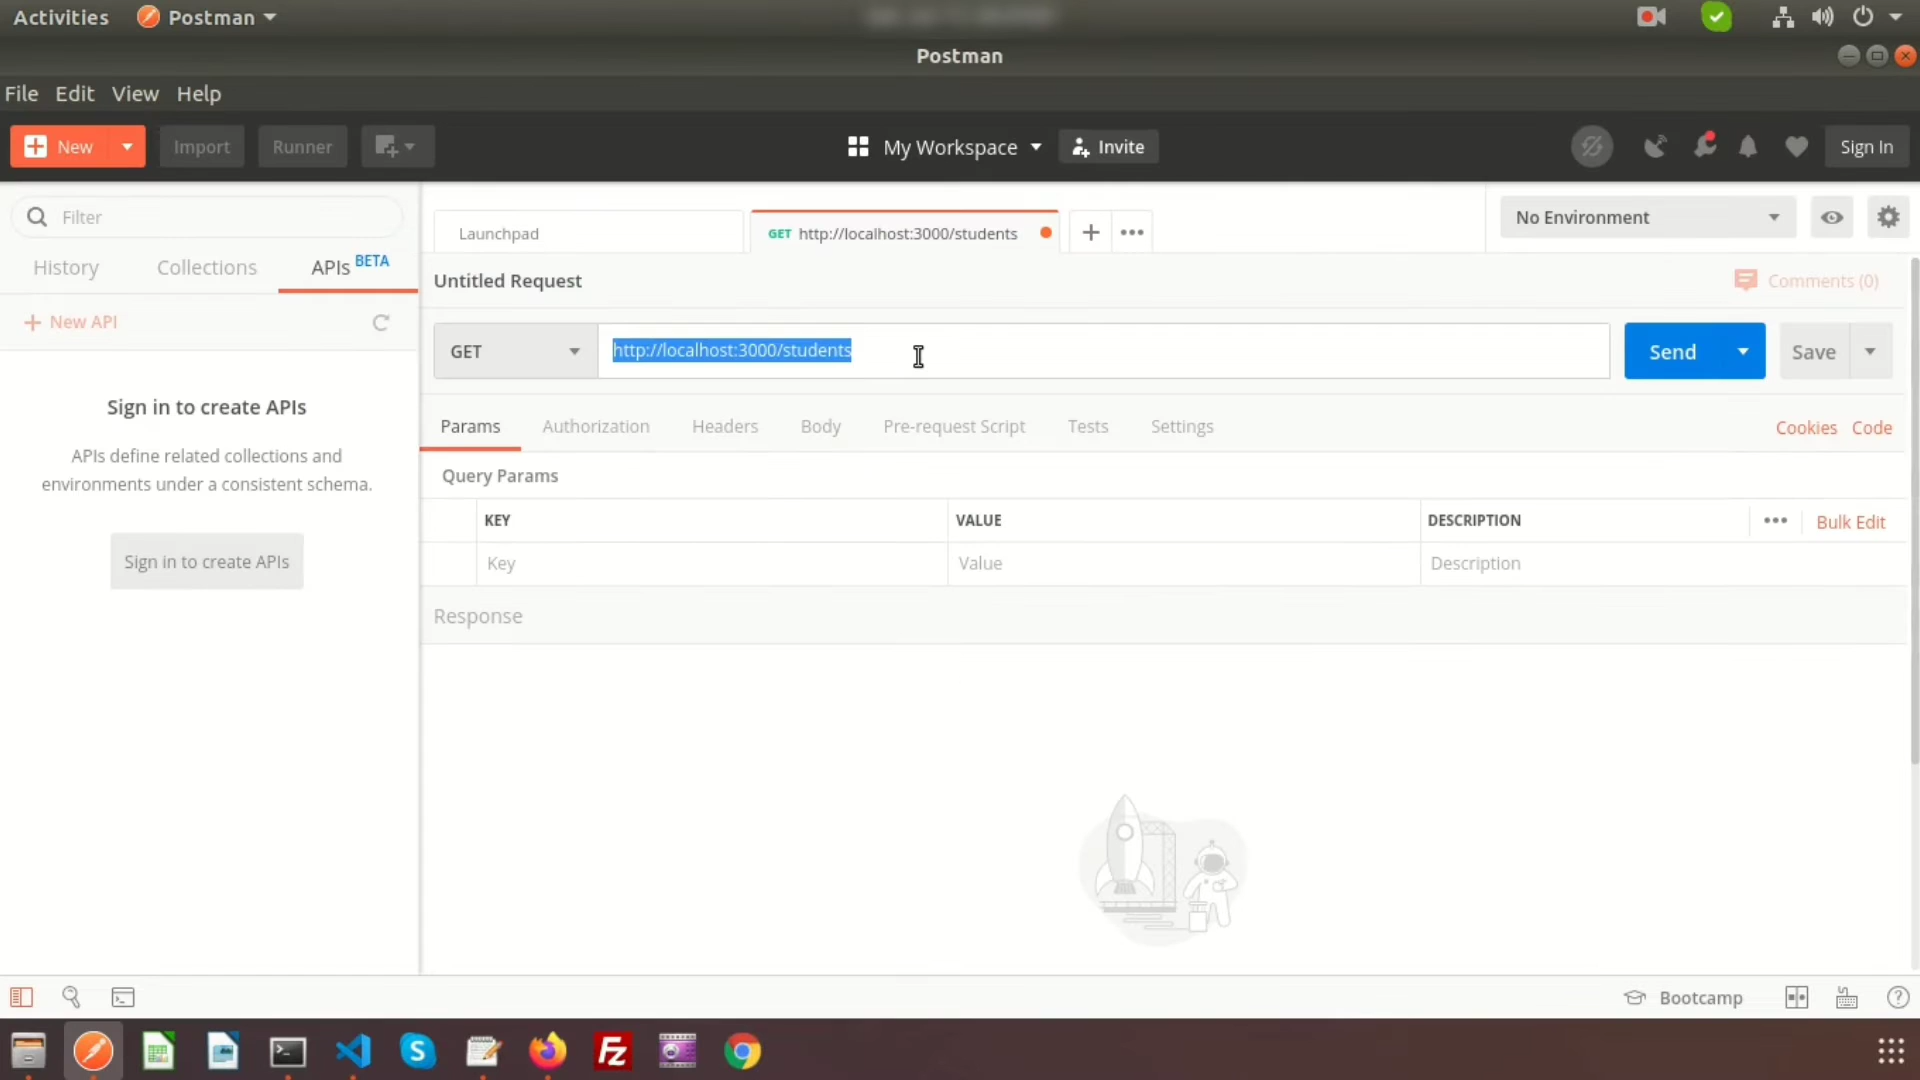 Activities Postman
Postman
File Edit View Help
New Import Runner My Workspace Invite Sign In
Filter
History Collections APIs BETA
New API
Sign in to create APIs
APIs define related collections and
environments under a consistent schema.
Sign in to create APIs
Launchpad GET http://localhost:3000/students No Environment
Untitled Request Comments (0)
GET http://localhost:3000/students Send Save
Params Authorization Headers Body Pre-request Script Tests Settings Cookies Code
Query Params
KEY VALUE DESCRIPTION Bulk Edit
Key Value Description
Response
Bootcamp